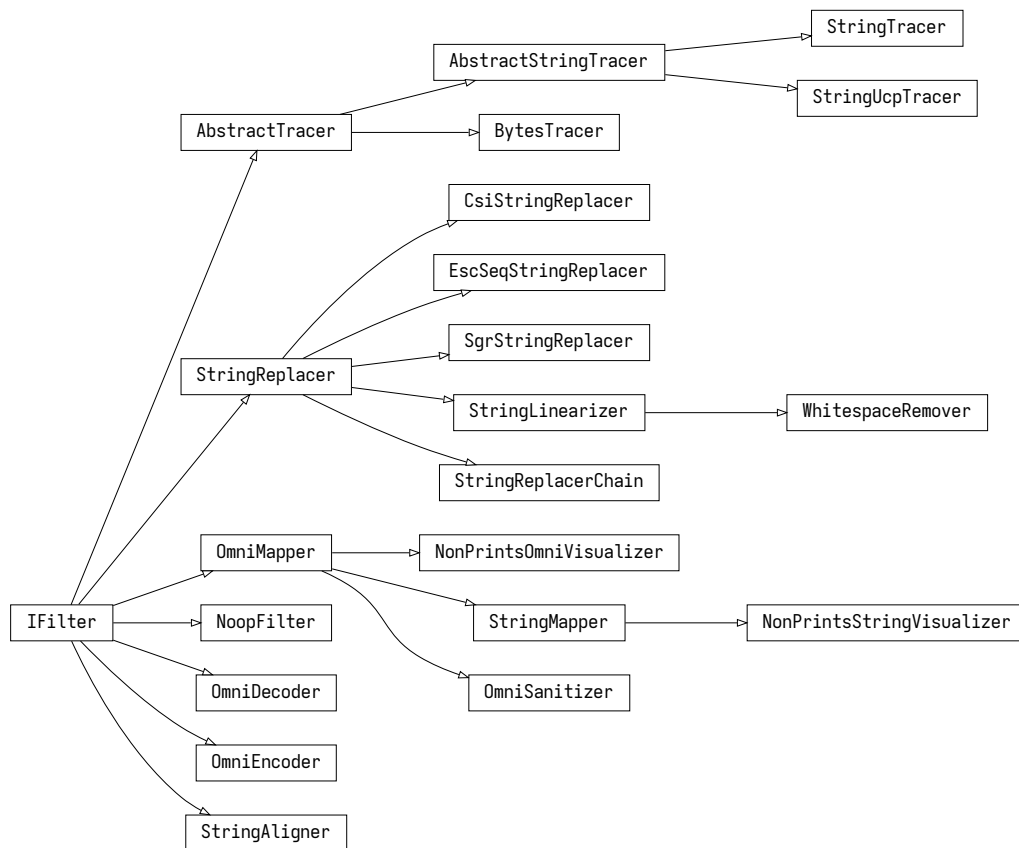 StringTracer
AbstractStringTracer
StringUcpTracer
AbstractTracer
BytesTracer
CsiStringReplacer
EscSeqStringReplacer
SgrStringReplacer
StringReplacer
StringLinearizer
WhitespaceRemover
StringReplacerChain
OmniMapper
NonPrintsOmniVisualizer
IFilter
NoopFilter
StringMapper
NonPrintsStringVisualizer
OmniDecoder
OmniSanitizer
OmniEncoder
StringAligner